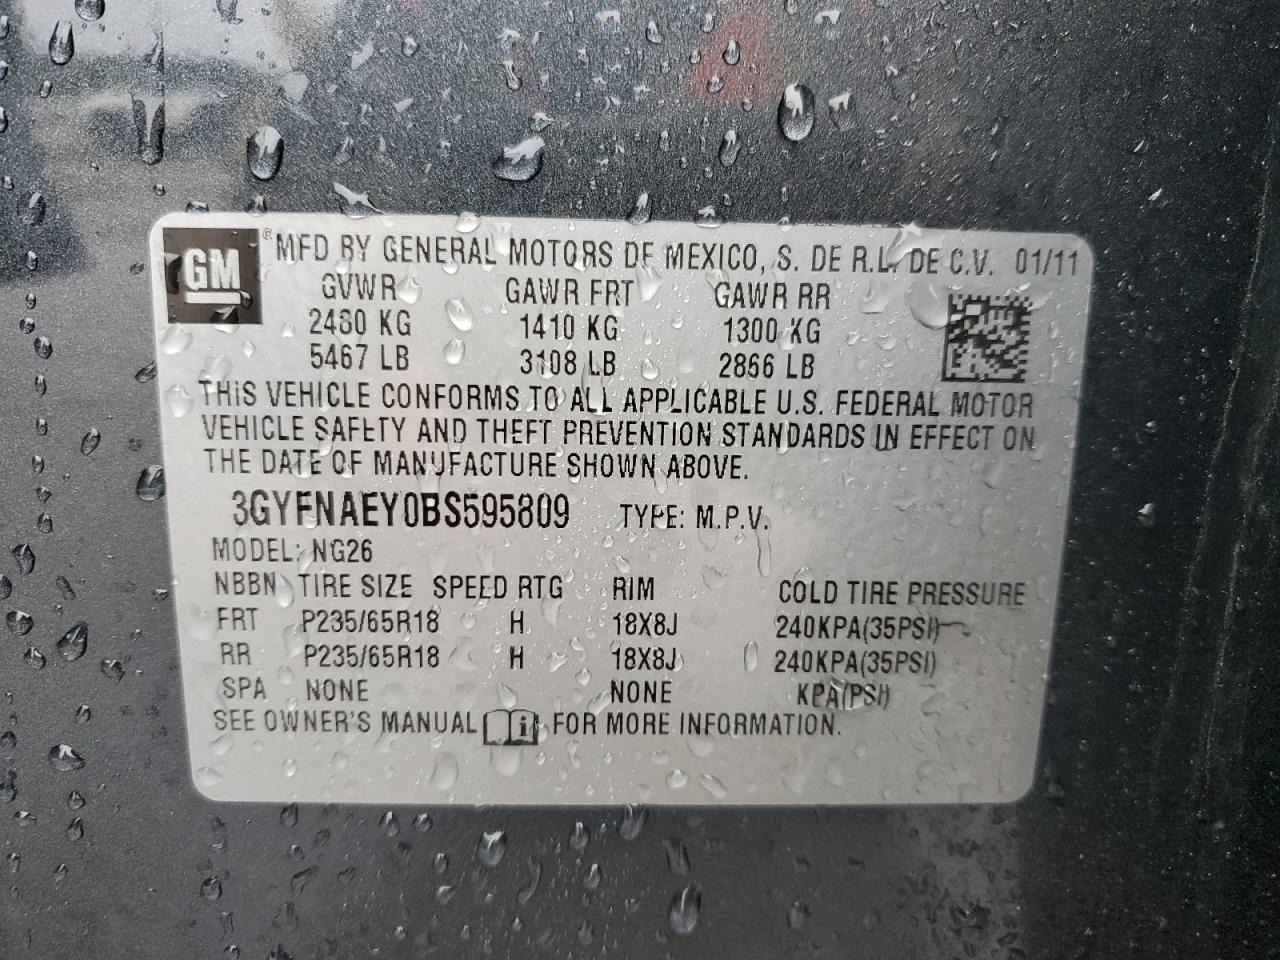 GM ® MFD BY GENERAL MOTORS DE MEXICO, S. DE R.L. DE C.V. 01/11
GVWR GAWR FRT GAWR RR
2480 KG 1410 KG 1300 KG
5467 LB 3108 LB 2866 LB
THIS VEHICLE CONFORMS TO ALL APPLICABLE U.S. FEDERAL MOTOR
VEHICLE SAFETY AND THEFT PREVENTION STANDARDS IN EFFECT ON
THE DATE OF MANUFACTURE SHOWN ABOVE.
3GYFNAEY0BS595809 TYPE: M.P.V.
MODEL: NG26
NBBN TIRE SIZE SPEED RTG RIM COLD TIRE PRESSURE
FRT P235/65R18 H 18X8J 240KPA(35PSI)
RR P235/65R18 H 18X8J 240KPA(35PSI)
SPA NONE NONE KPA(PSI)
SEE OWNER'S MANUAL i FOR MORE INFORMATION.